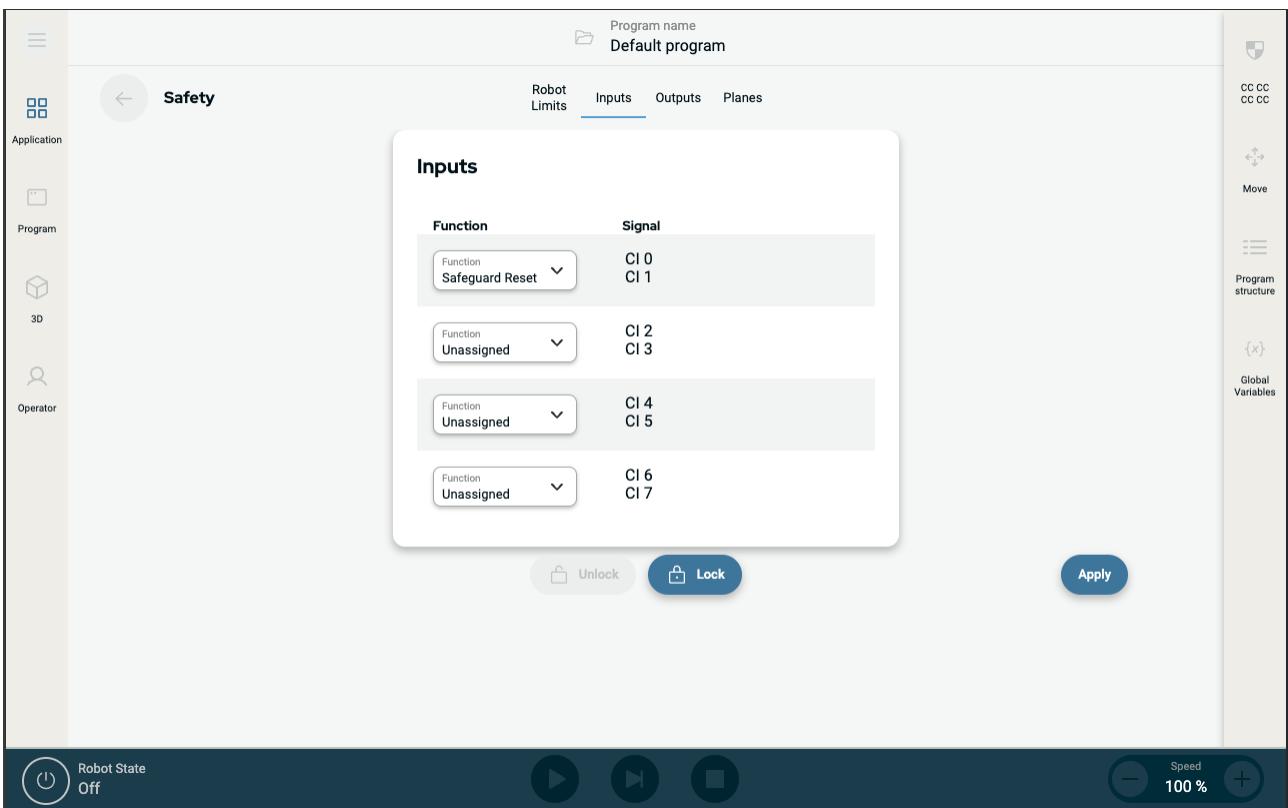 Program name
Default program
Safety
Robot
Limits
Inputs
Outputs
Planes
Application
Program
3D
Operator
CC CC
CC CC
Move
Program
structure
Global
Variables
Inputs
Function
Signal
Function
Safeguard Reset
CI 0
CI 1
Function
Unassigned
CI 2
CI 3
Function
Unassigned
CI 4
CI 5
Function
Unassigned
CI 6
CI 7
Unlock
Lock
Apply
Robot State
Off
Speed
100 %